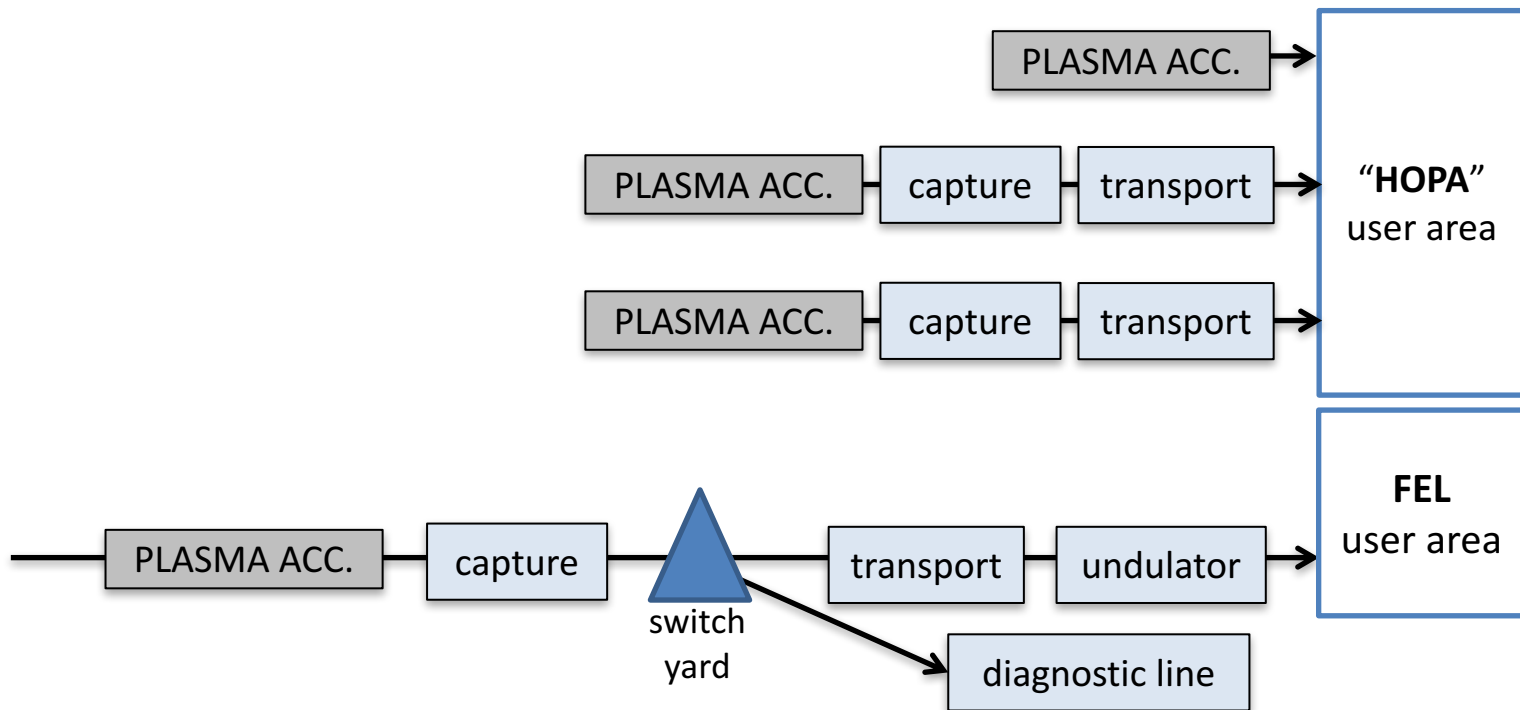 PLASMA ACC.
PLASMA ACC.
capture
transport
“HOPA”
user area
PLASMA ACC.
capture
transport
PLASMA ACC.
capture
switch
yard
transport
undulator
FEL
user area
diagnostic line